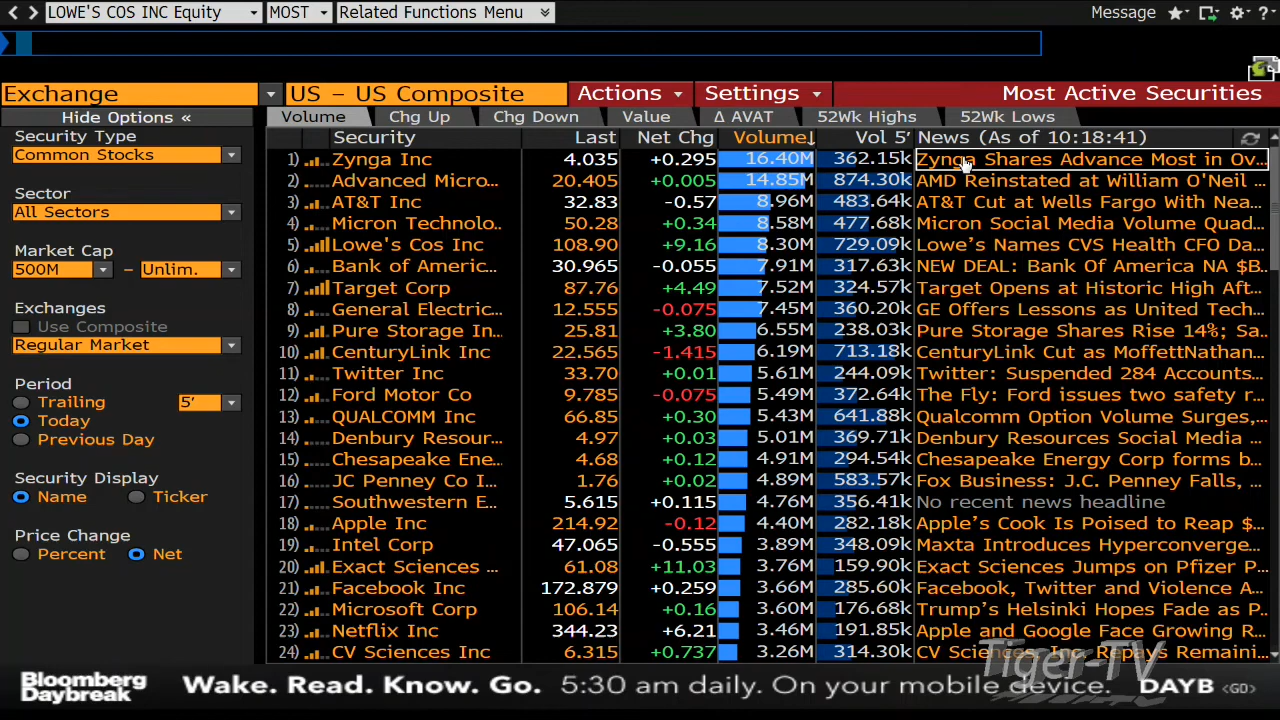 LOWE'S COS INC Equity MOST Related Functions Menu Message ?
Exchange US - US Composite Actions Settings Most Active Securities
Hide Options « Volume Chg Up Chg Down Value Δ AVAT 52Wk Highs 52Wk Lows
Security Last Net Chg Volume↓ Vol 5' News (As of 10:18:41)
Security Type
Common Stocks
Sector
All Sectors
Market Cap
500M - Unlim.
Exchanges
Use Composite
Regular Market
Period
Trailing 5'
Today
Previous Day
Security Display
Name Ticker
Price Change
Percent Net
1) Zynga Inc 4.035 +0.295 16.40M 362.15k Zynga Shares Advance Most in Ov...
2) Advanced Micro... 20.405 +0.005 14.85M 874.30k AMD Reinstated at William O'Neil ...
3) AT&T Inc 32.83 -0.57 8.96M 483.64k AT&T Cut at Wells Fargo With Nea...
4) Micron Technolo... 50.28 +0.34 8.58M 477.68k Micron Social Media Volume Quad...
5) Lowe's Cos Inc 108.90 +9.16 8.30M 729.09k Lowe's Names CVS Health CFO Da...
6) Bank of Americ... 30.965 -0.055 7.91M 317.63k NEW DEAL: Bank Of America NA $B...
7) Target Corp 87.76 +4.49 7.52M 324.57k Target Opens at Historic High Aft...
8) General Electric... 12.555 -0.075 7.45M 360.20k GE Offers Lessons as United Tech...
9) Pure Storage In... 25.81 +3.80 6.55M 238.03k Pure Storage Shares Rise 14%; Sa...
10) CenturyLink Inc 22.565 -1.415 6.19M 713.18k CenturyLink Cut as MoffettNathan...
11) Twitter Inc 33.70 +0.01 5.61M 244.09k Twitter: Suspended 284 Accounts...
12) Ford Motor Co 9.785 -0.075 5.49M 372.64k The Fly: Ford issues two safety r...
13) QUALCOMM Inc 66.85 +0.30 5.43M 641.88k Qualcomm Option Volume Surges,...
14) Denbury Resour... 4.97 +0.03 5.01M 369.71k Denbury Resources Social Media ...
15) Chesapeake Ene... 4.68 +0.12 4.91M 294.54k Chesapeake Energy Corp forms b...
16) JC Penney Co I... 1.76 +0.02 4.89M 583.57k Fox Business: J.C. Penney Falls, ...
17) Southwestern E... 5.615 +0.115 4.76M 356.41k No recent news headline
18) Apple Inc 214.92 -0.12 4.40M 282.18k Apple's Cook Is Poised to Reap $...
19) Intel Corp 47.065 -0.555 3.89M 348.09k Maxta Introduces Hyperconverge...
20) Exact Sciences ... 61.08 +11.03 3.76M 159.90k Exact Sciences Jumps on Pfizer P...
21) Facebook Inc 172.879 +0.259 3.66M 285.60k Facebook, Twitter and Violence A...
22) Microsoft Corp 106.14 +0.16 3.60M 176.68k Trump's Helsinki Hopes Fade as P...
23) Netflix Inc 344.23 +6.21 3.46M 191.85k Apple and Google Face Growing R...
24) CV Sciences Inc 6.315 +0.737 3.26M 314.30k CV Sciences, Inc. Repays Remaini...
Tiger-TV
Bloomberg
Daybreak
Wake. Read. Know. Go. 5:30 am daily. On your mobile device. DAYB <GO>